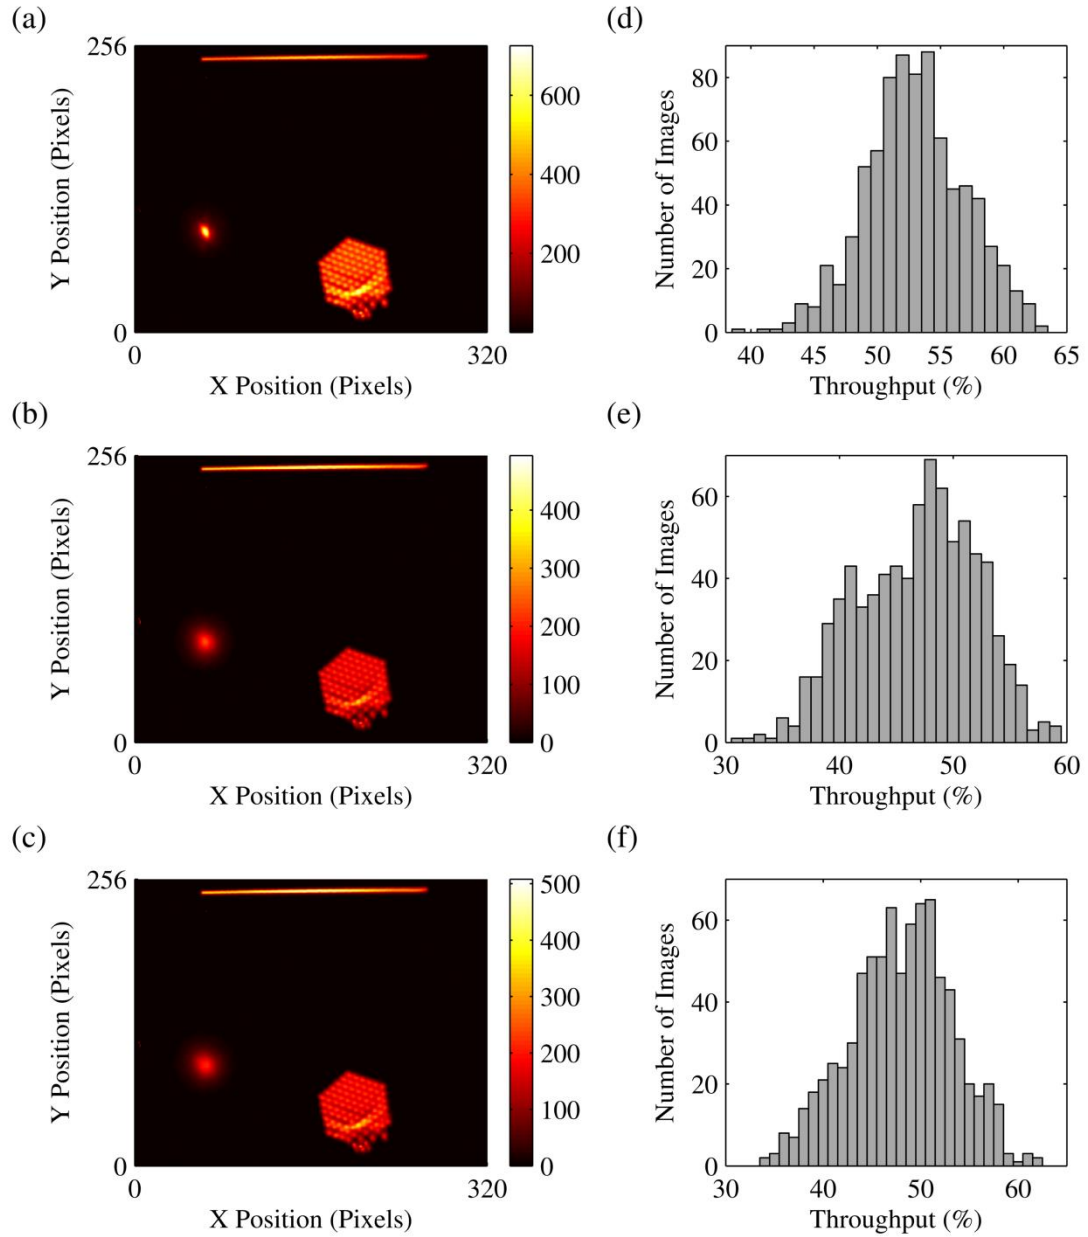 (a)
256
Y Position (Pixels)
0
0
320
X Position (Pixels)
600
400
200
(d)
80
60
40
20
0
Number of Images
40
45
50
55
60
65
Throughput (%)
(b)
256
Y Position (Pixels)
0
0
320
X Position (Pixels)
400
300
200
100
0
(e)
60
40
20
0
Number of Images
30
40
50
60
Throughput (%)
(c)
256
Y Position (Pixels)
0
0
320
X Position (Pixels)
500
400
300
200
100
0
(f)
60
40
20
0
Number of Images
30
40
50
60
Throughput (%)